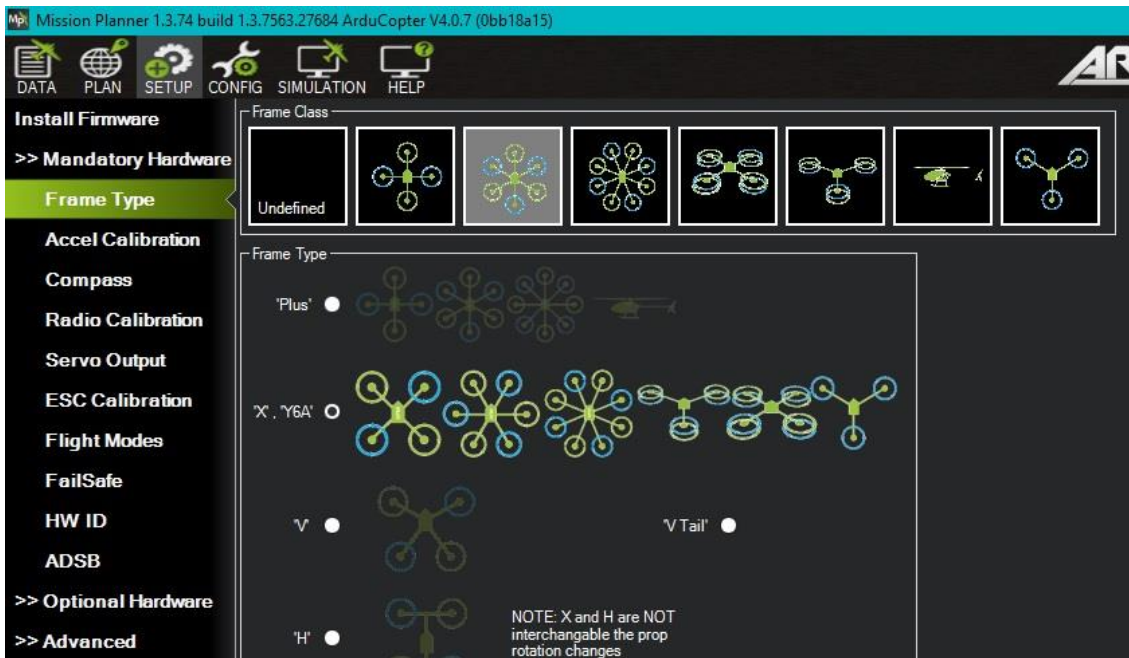 Mission Planner 1.3.74 build 1.3.7563.27684 ArduCopter V4.0.7 (0bb18a15)
DATA PLAN SETUP CONFIG SIMULATION HELP
AR
Install Firmware
>> Mandatory Hardware
Frame Type
Accel Calibration
Compass
Radio Calibration
Servo Output
ESC Calibration
Flight Modes
FailSafe
HW ID
ADSB
>> Optional Hardware
>> Advanced
Frame Class
Undefined
Frame Type
'Plus'
'X', 'Y6A'
'V'
'V Tail'
'H'
NOTE: X and H are NOT
interchangable the prop
rotation changes